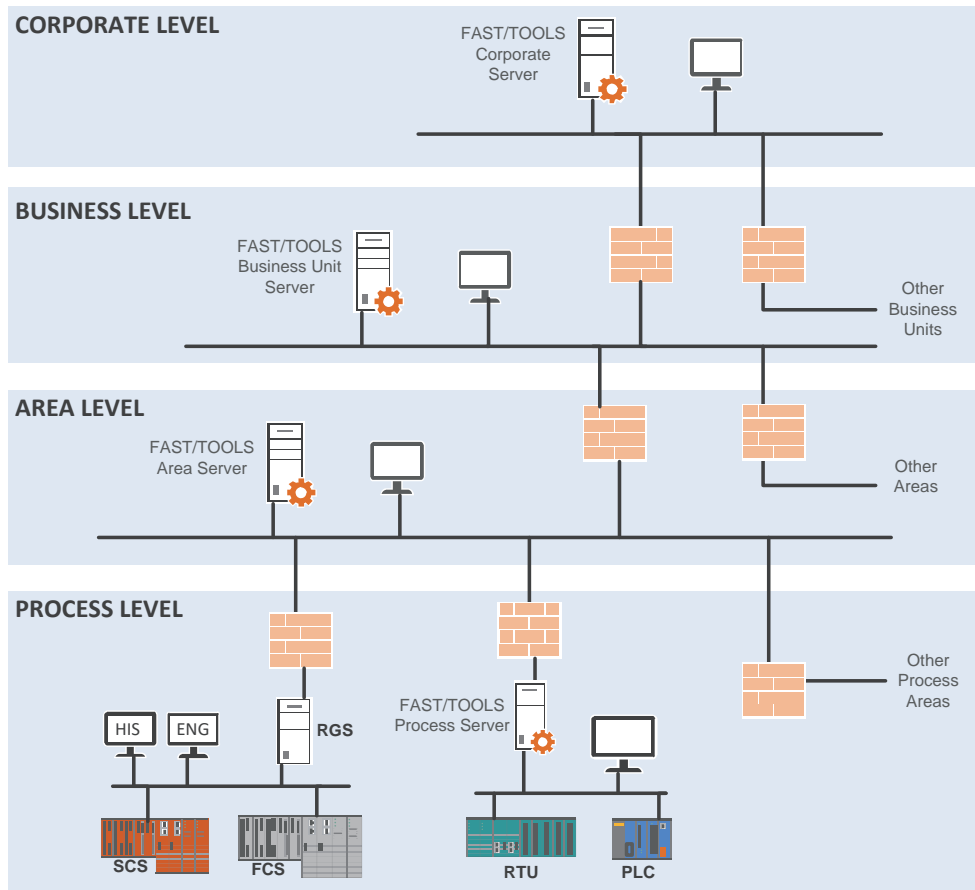 CORPORATE LEVEL
FAST/TOOLS
Corporate
Server
BUSINESS LEVEL
FAST/TOOLS
Business Unit
Server
Other
Business
Units
AREA LEVEL
FAST/TOOLS
Area Server
Other
Areas
PROCESS LEVEL
FAST/TOOLS
Process Server
Other
Process
Areas
HIS
ENG
RGS
SCS
FCS
RTU
PLC